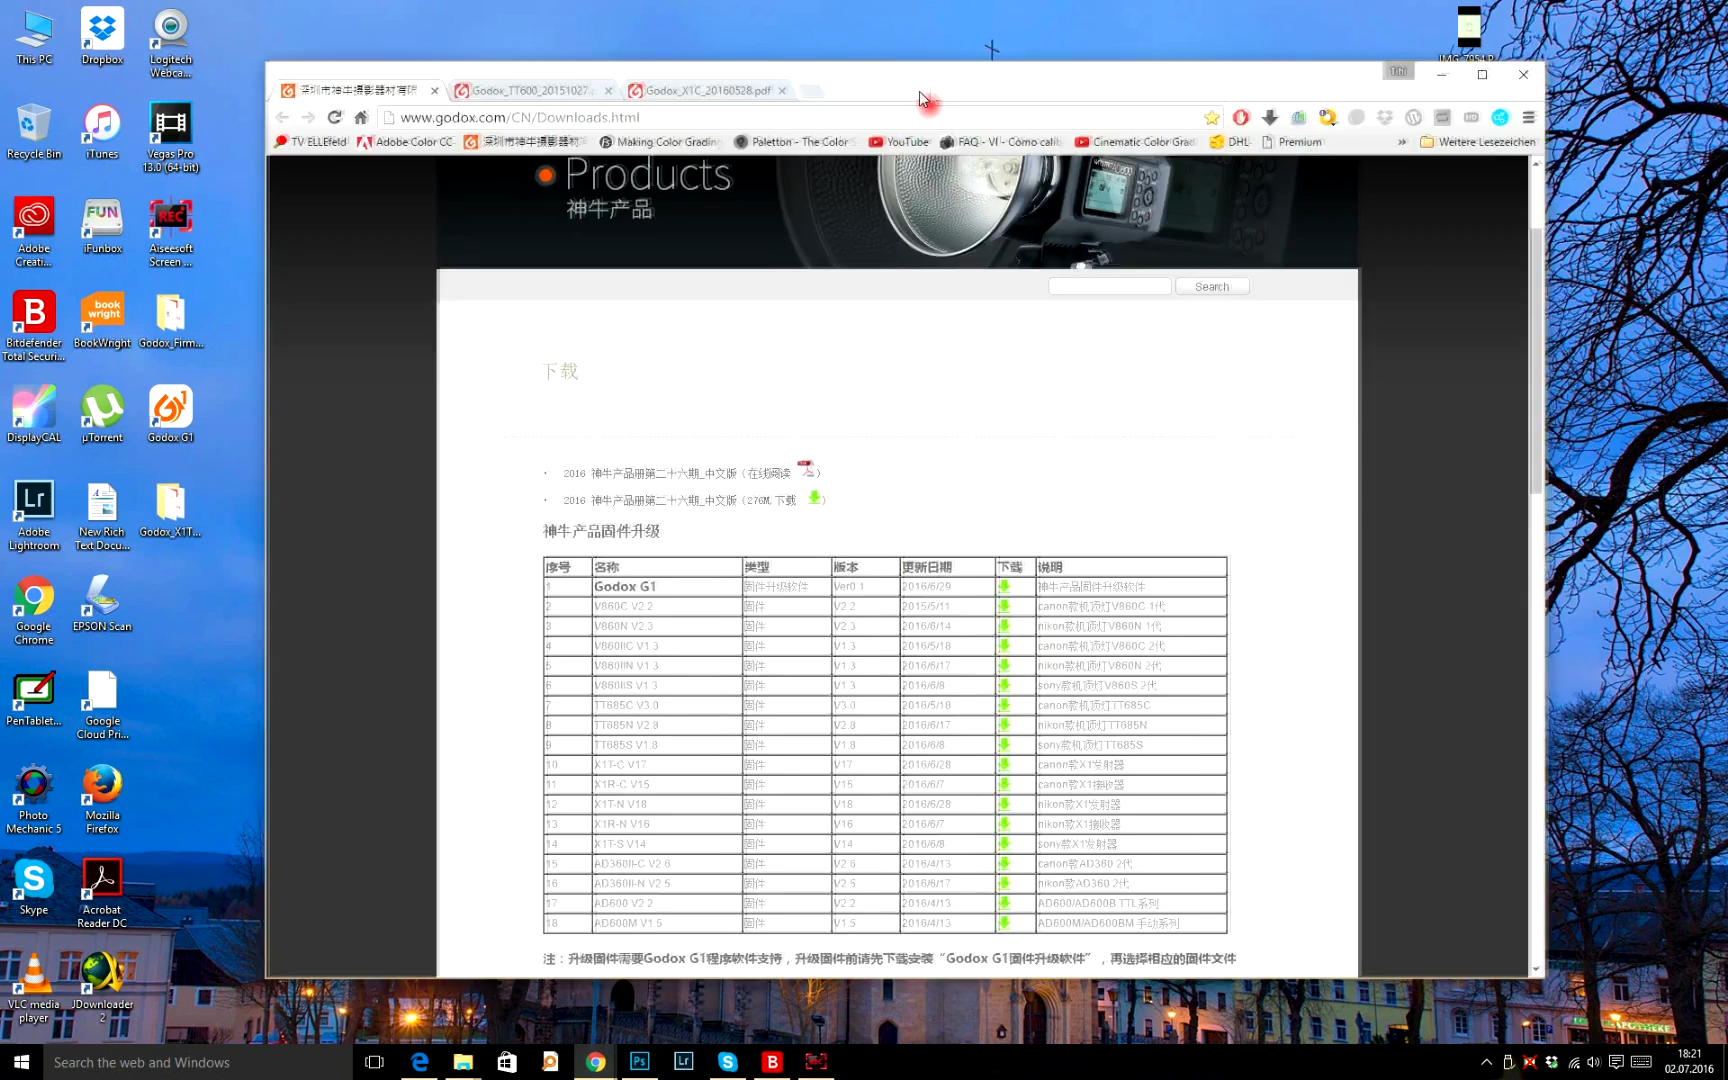 This PC
Dropbox
Logitech Webca...
Recycle Bin
iTunes
Vegas Pro 13.0 (64-bit)
Adobe Creati...
iFunbox
Aiseesoft Screen ...
Bitdefender Total Securi...
BookWright
Godox_Firm...
DisplayCAL
µTorrent
Godox G1
Adobe Lightroom
New Rich Text Docu...
Godox_X1T...
Google Chrome
EPSON Scan
PenTablet...
Google Cloud Pri...
Photo Mechanic 5
Mozilla Firefox
Skype
Acrobat Reader DC
VLC media player
JDownloader 2
Tihi
深圳市神牛摄影器材有限
Godox_TT600_20151027
Godox_X1C_20160528.pdf
www.godox.com/CN/Downloads.html
TV ELLEfeld
Adobe Color CC
深圳市神牛摄影器材
Making Color Grading
Paletton - The Color
YouTube
FAQ - VI - Cómo calib
Cinematic Color Grad
DHL
Premium
»
Weitere Lesezeichen
Products
神牛产品
Search
下载
· 2016 神牛产品册第二十六期_中文版（在线阅读 ）
· 2016 神牛产品册第二十六期_中文版（276M, 下载 ）
神牛产品固件升级
序号 名称 类型 版本 更新日期 下载 说明
1 Godox G1 固件升级软件 Ver0.1 2016/6/29 神牛产品固件升级软件
2 V860C V2.2 固件 V2.2 2015/5/11 canon款机顶灯V860C 1代
3 V860N V2.3 固件 V2.3 2016/6/14 nikon款机顶灯V860N 1代
4 V860IIC V1.3 固件 V1.3 2016/5/18 canon款机顶灯V860C 2代
5 V860IIN V1.3 固件 V1.3 2016/6/17 nikon款机顶灯V860N 2代
6 V860IIS V1.3 固件 V1.3 2016/6/8 sony款机顶灯V860S 2代
7 TT685C V3.0 固件 V3.0 2016/5/18 canon款机顶灯TT685C
8 TT685N V2.8 固件 V2.8 2016/6/17 nikon款机顶灯TT685N
9 TT685S V1.8 固件 V1.8 2016/6/8 sony款机顶灯TT685S
10 X1T-C V17 固件 V17 2016/6/28 canon款X1发射器
11 X1R-C V15 固件 V15 2016/6/7 canon款X1接收器
12 X1T-N V18 固件 V18 2016/6/28 nikon款X1发射器
13 X1R-N V16 固件 V16 2016/6/7 nikon款X1接收器
14 X1T-S V14 固件 V14 2016/6/8 sony款X1发射器
15 AD360II-C V2.6 固件 V2.6 2016/4/13 canon款AD360 2代
16 AD360II-N V2.5 固件 V2.5 2016/6/17 nikon款AD360 2代
17 AD600 V2.2 固件 V2.2 2016/4/13 AD600/AD600B TTL系列
18 AD600M V1.5 固件 V1.5 2016/4/13 AD600M/AD600BM 手动系列
注：升级固件需要Godox G1程序软件支持，升级固件前请先下载安装“Godox G1固件升级软件”，再选择相应的固件文件
Search the web and Windows
18:21
02.07.2016